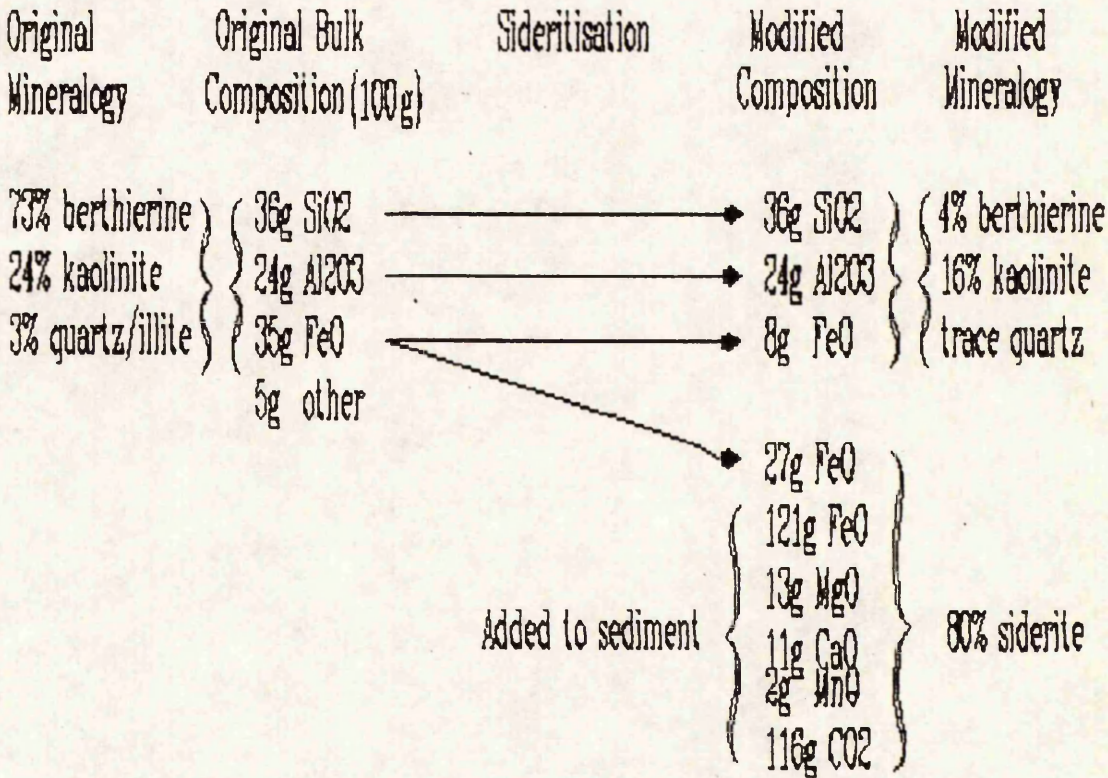 Original Original Bulk Sideritisation Modified Modified
Mineralogy Composition (100g) Composition Mineralogy
73% berthierine 36g SiO2 36g SiO2 4% berthierine
24% kaolinite 24g Al2O3 24g Al2O3 16% kaolinite
3% quartz/illite 35g FeO 8g FeO trace quartz
5g other
27g FeO
121g FeO
13g MgO
Added to sediment 11g CaO 80% siderite
2g MnO
116g CO2